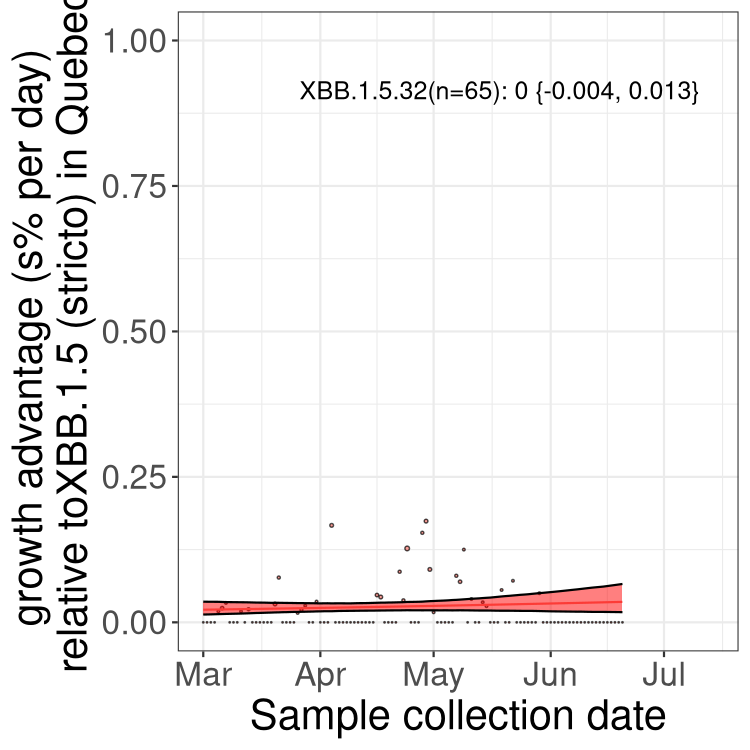 growth advantage (s% per day)
relative toXBB.1.5 (stricto) in Quebec
1.00
0.75
0.50
0.25
0.00
XBB.1.5.32(n=65): 0 {-0.004, 0.013}
Mar Apr May Jun Jul
Sample collection date